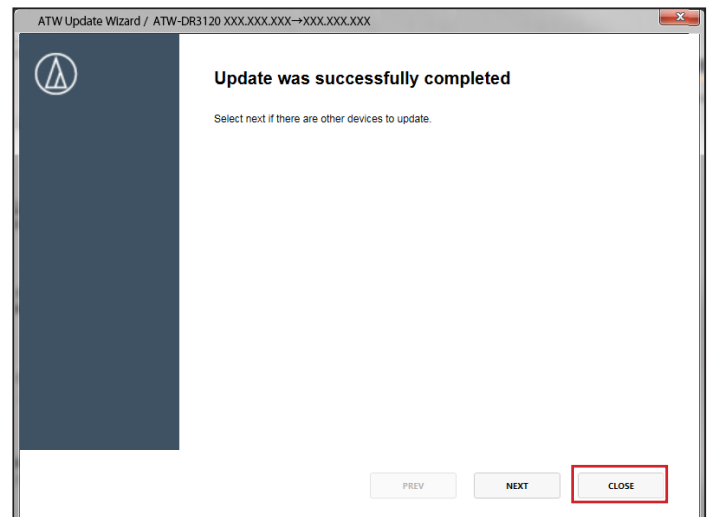 ATW Update Wizard / ATW-DR3120 XXX.XXX.XXX→XXX.XXX.XXX
Update was successfully completed
Select next if there are other devices to update.
PREV NEXT CLOSE